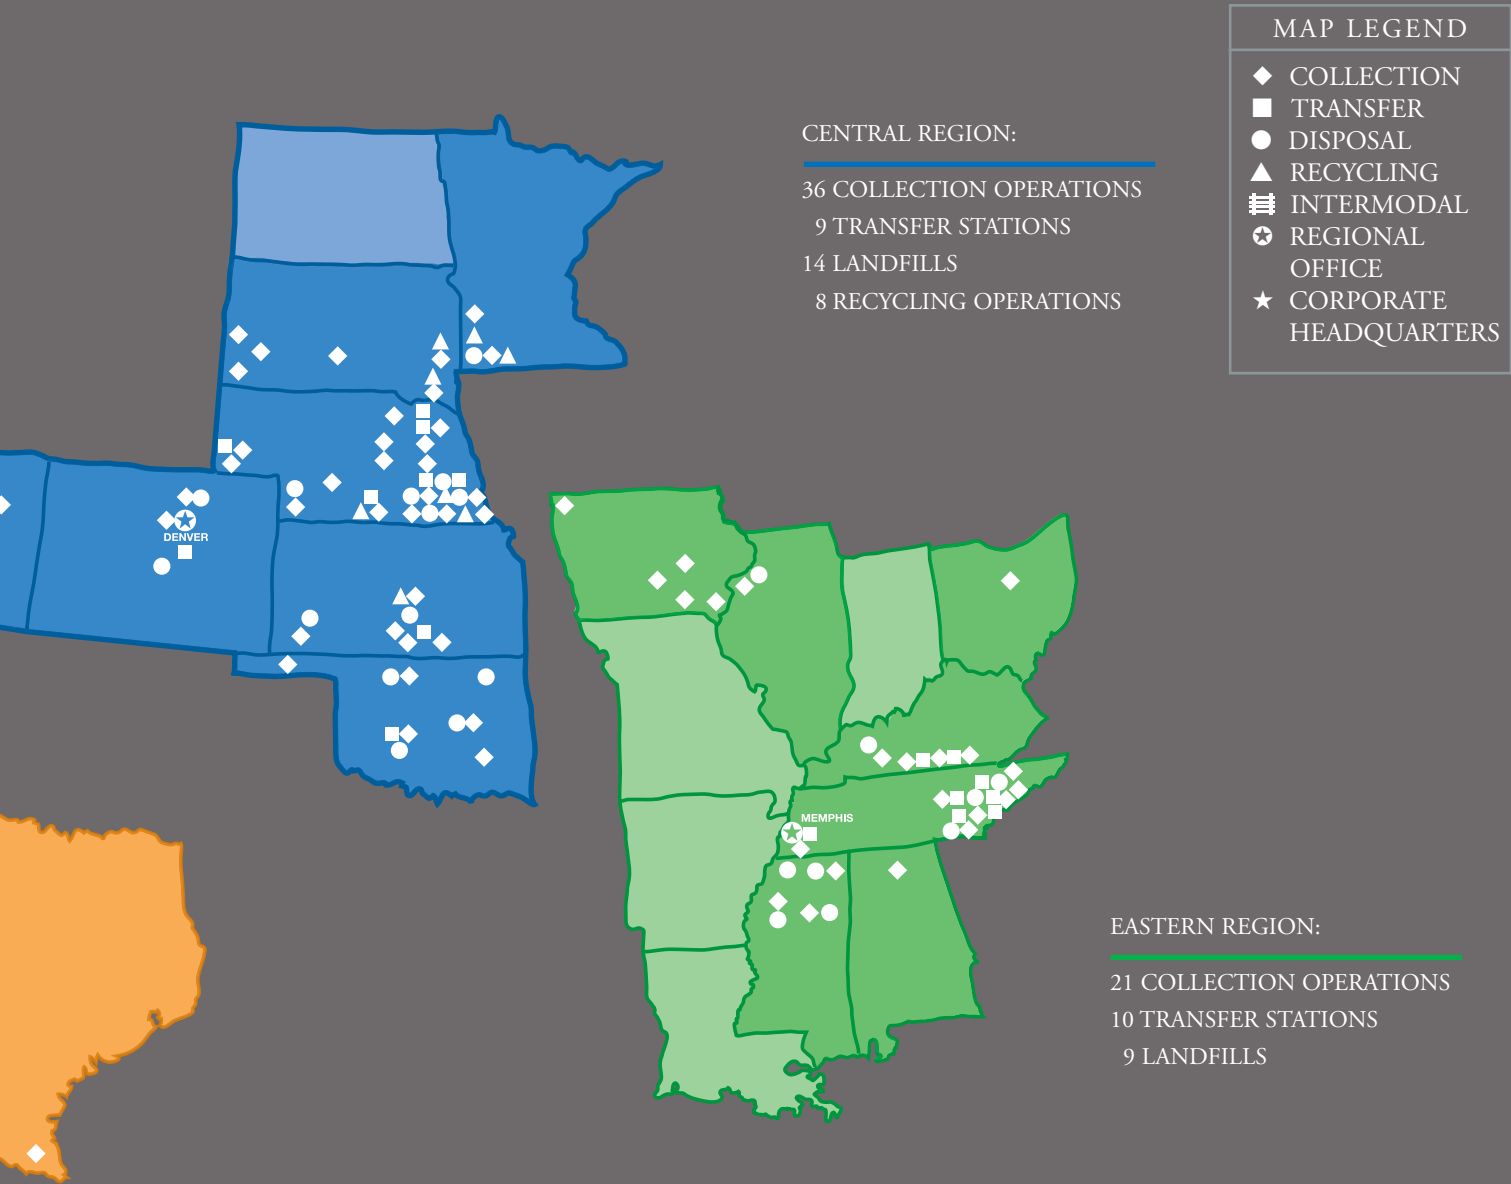 MAP LEGEND
COLLECTION
TRANSFER
DISPOSAL
RECYCLING
INTERMODAL
REGIONAL
OFFICE
CORPORATE
HEADQUARTERS
CENTRAL REGION:
36 COLLECTION OPERATIONS
9 TRANSFER STATIONS
14 LANDFILLS
8 RECYCLING OPERATIONS
DENVER
MEMPHIS
EASTERN REGION:
21 COLLECTION OPERATIONS
10 TRANSFER STATIONS
9 LANDFILLS